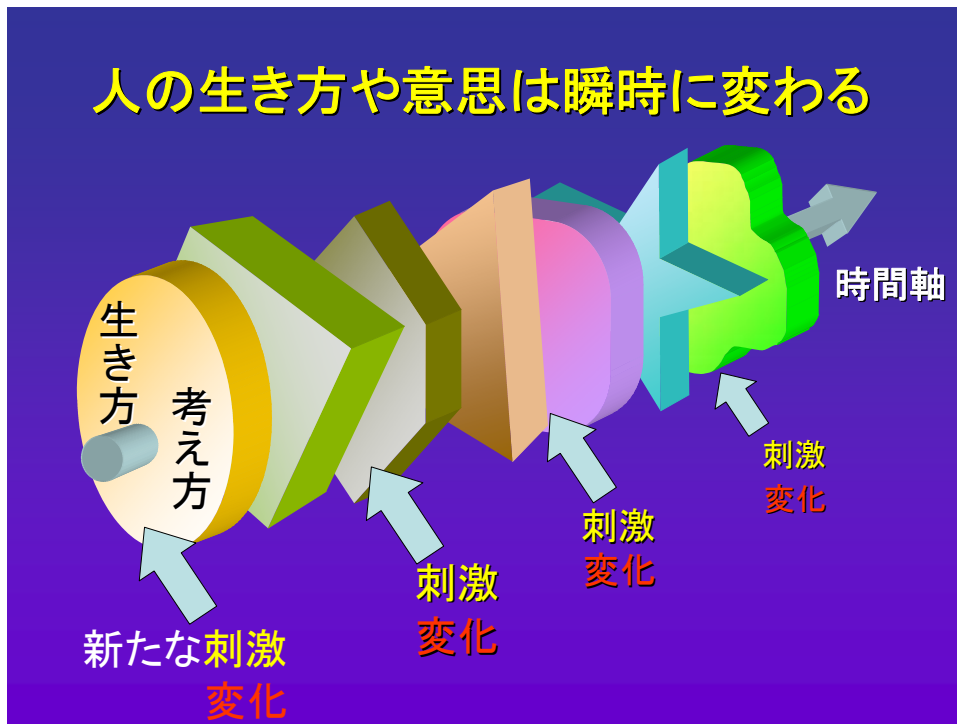 人の生き方や意思は瞬時に変わる
時間軸
生き方
考え方
刺激
変化
刺激
変化
刺激
変化
新たな刺激
変化